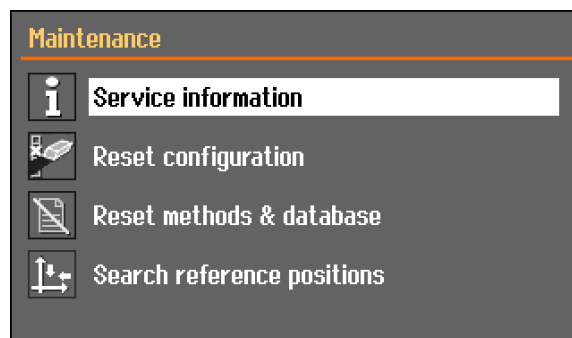 Maintenance
Service information
Reset configuration
Reset methods & database
Search reference positions